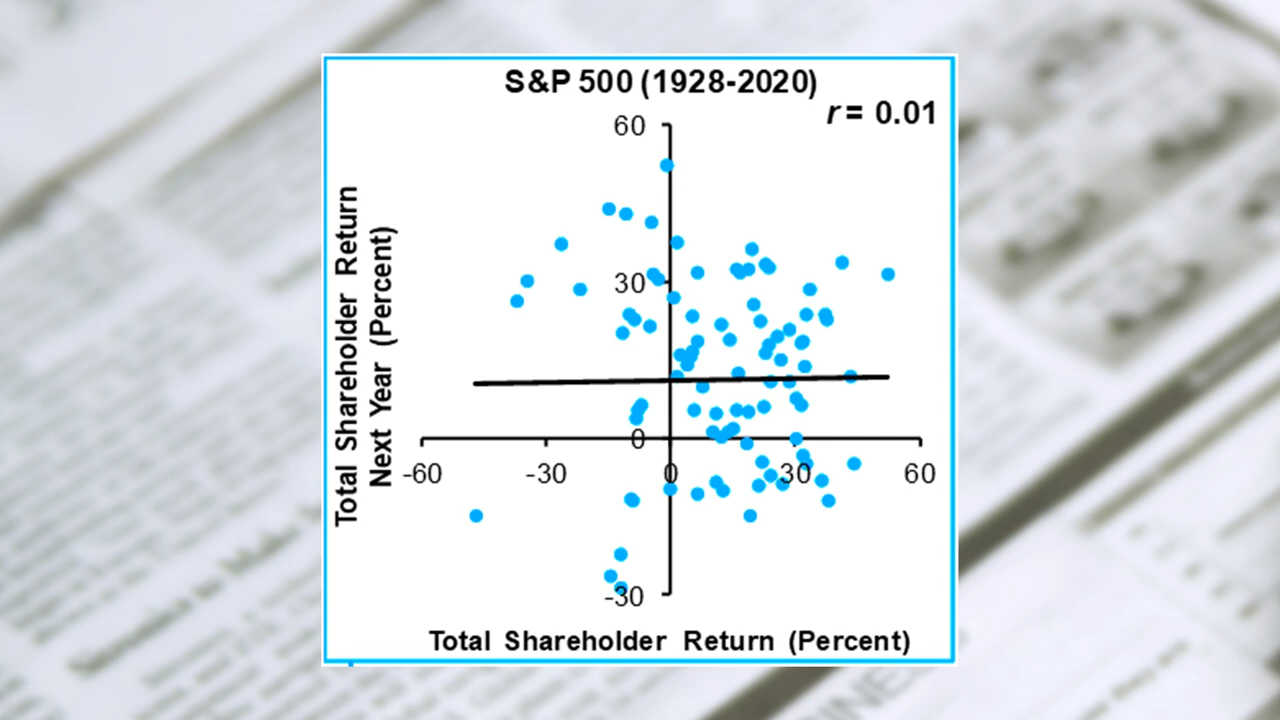 S&P 500 (1928-2020)
r = 0.01
Total Shareholder Return
Next Year (Percent)
60
30
0
-30
-60
-30
0
30
60
Total Shareholder Return (Percent)